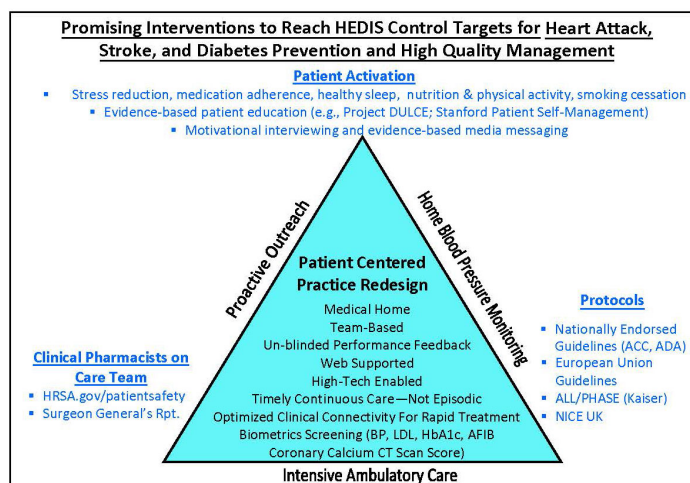 Promising Interventions to Reach HEDIS Control Targets for Heart Attack,
Stroke, and Diabetes Prevention and High Quality Management
Patient Activation
▪ Stress reduction, medication adherence, healthy sleep, nutrition & physical activity, smoking cessation
▪ Evidence-based patient education (e.g., Project DULCE; Stanford Patient Self-Management)
▪ Motivational interviewing and evidence-based media messaging
Proactive Outreach
Home Blood Pressure Monitoring
Patient Centered
Practice Redesign
Medical Home
Team-Based
Un-blinded Performance Feedback
Web Supported
High-Tech Enabled
Timely Continuous Care—Not Episodic
Optimized Clinical Connectivity For Rapid Treatment
Biometrics Screening (BP, LDL, HbA1c, AFIB
Coronary Calcium CT Scan Score)
Clinical Pharmacists on
Care Team
▪ HRSA.gov/patientsafety
▪ Surgeon General's Rpt.
Protocols
▪ Nationally Endorsed
Guidelines (ACC, ADA)
▪ European Union
Guidelines
▪ ALL/PHASE (Kaiser)
▪ NICE UK
Intensive Ambulatory Care